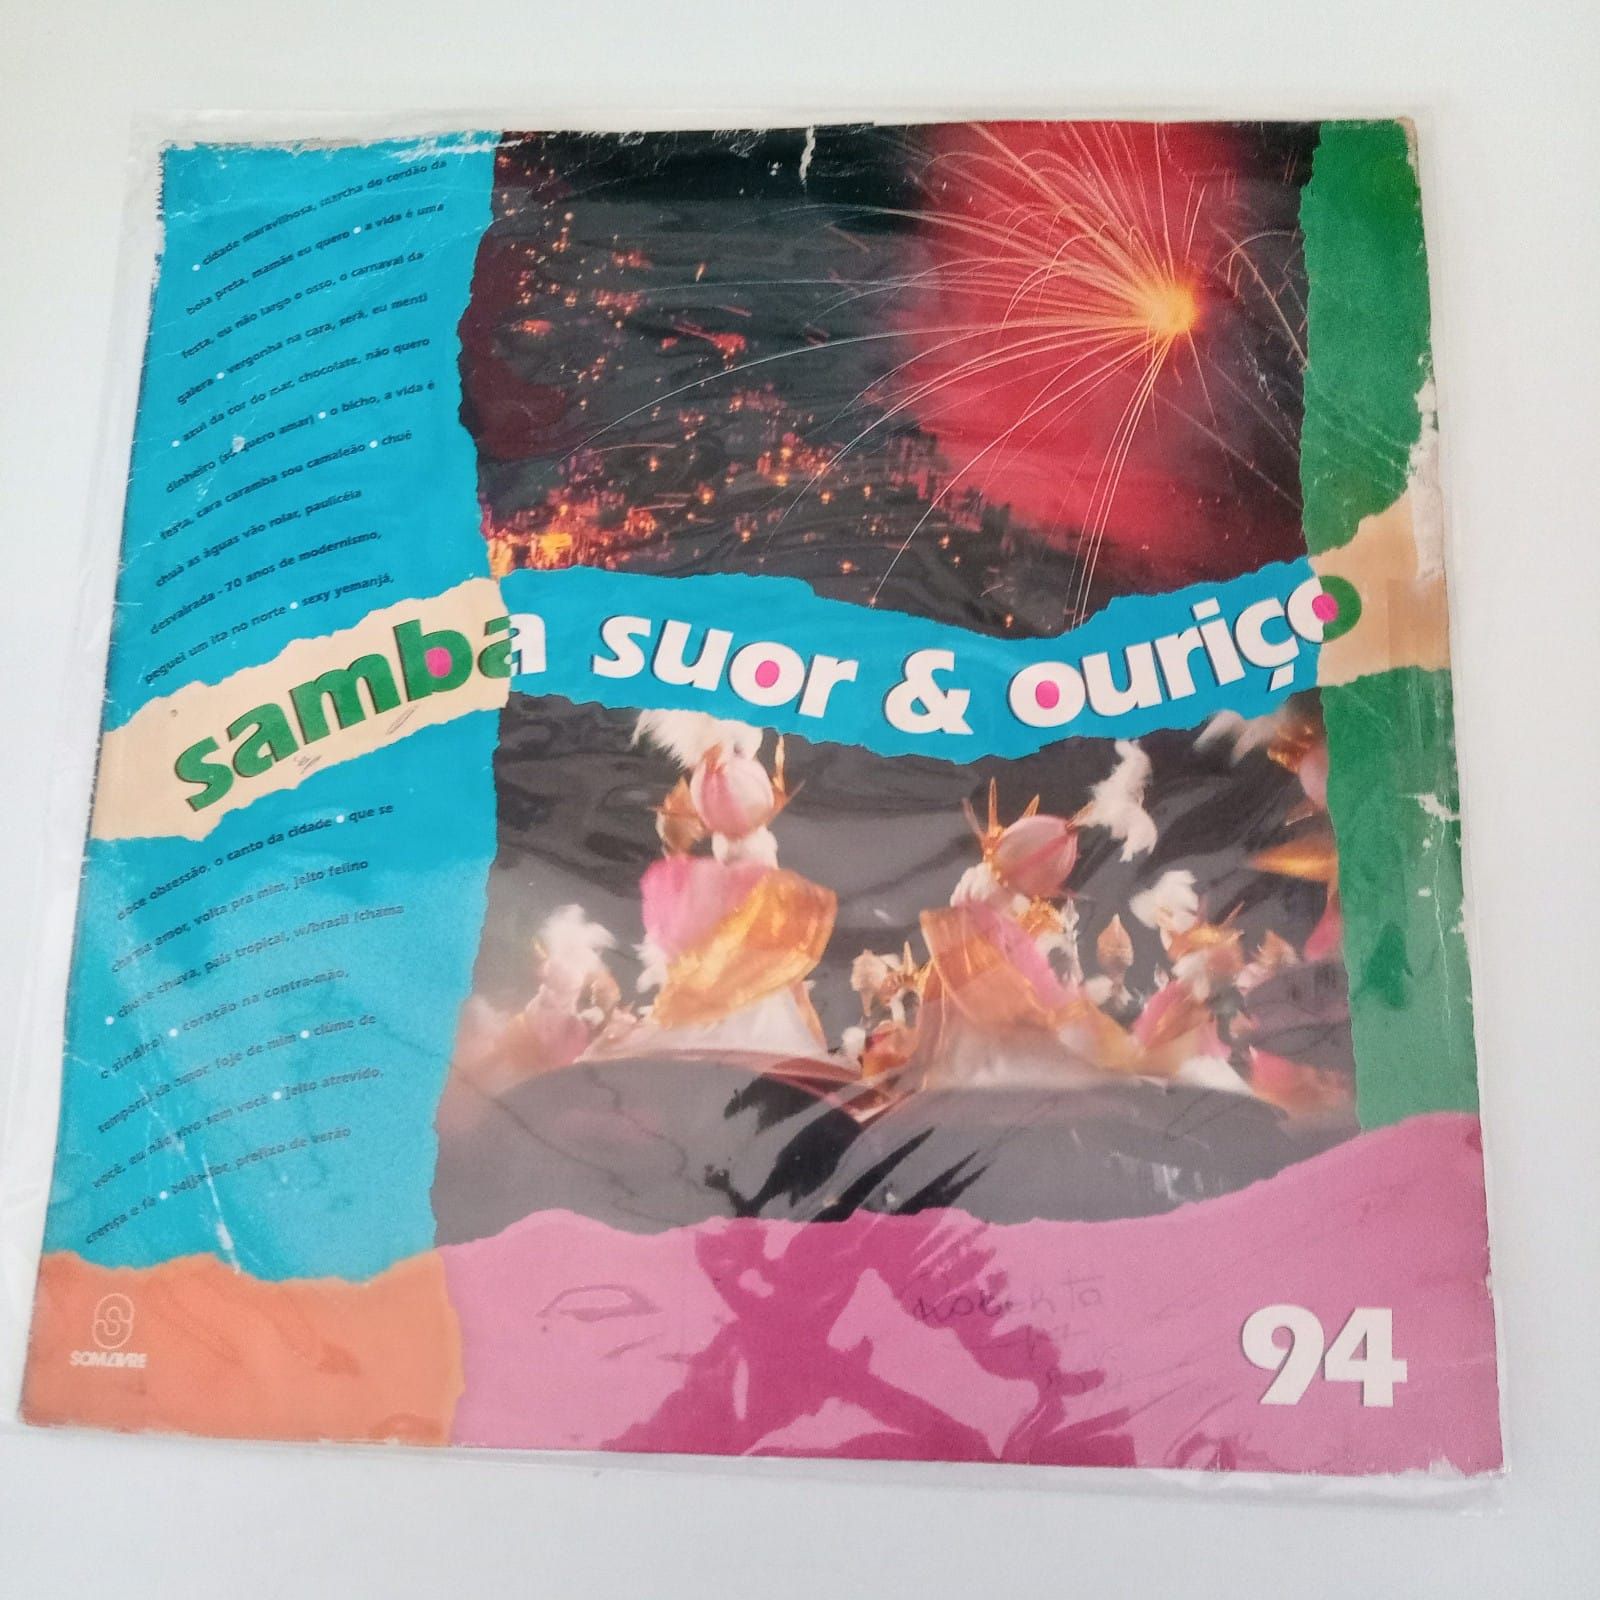 • cidade maravilhosa, marcha do cordão da
bola preta, mamãe eu quero • a vida é uma
festa, eu não largo o osso, o carnaval da
galera • vergonha na cara, será, eu menti
• azul da cor do mar, chocolate, não quero
dinheiro (só quero amar) • o bicho, a vida é
festa, cara caramba sou camaleão • chuê
chuá as águas vão rolar, paulicéia
desvairada - 70 anos de modernismo,
peguei um ita no norte • sexy yemanjá,
samba suor & ouriço
doce obsessão, o canto da cidade • que se
chama amor, volta pra mim, jeito felino
• chove chuva, país tropical, w/brasil (chama
o síndico) • coração na contra-mão,
temporal de amor, foje de mim • ciúme de
você, eu não vivo sem você • jeito atrevido,
crença e fé • beija-flor, prefixo de verão
SOM LIVRE
94